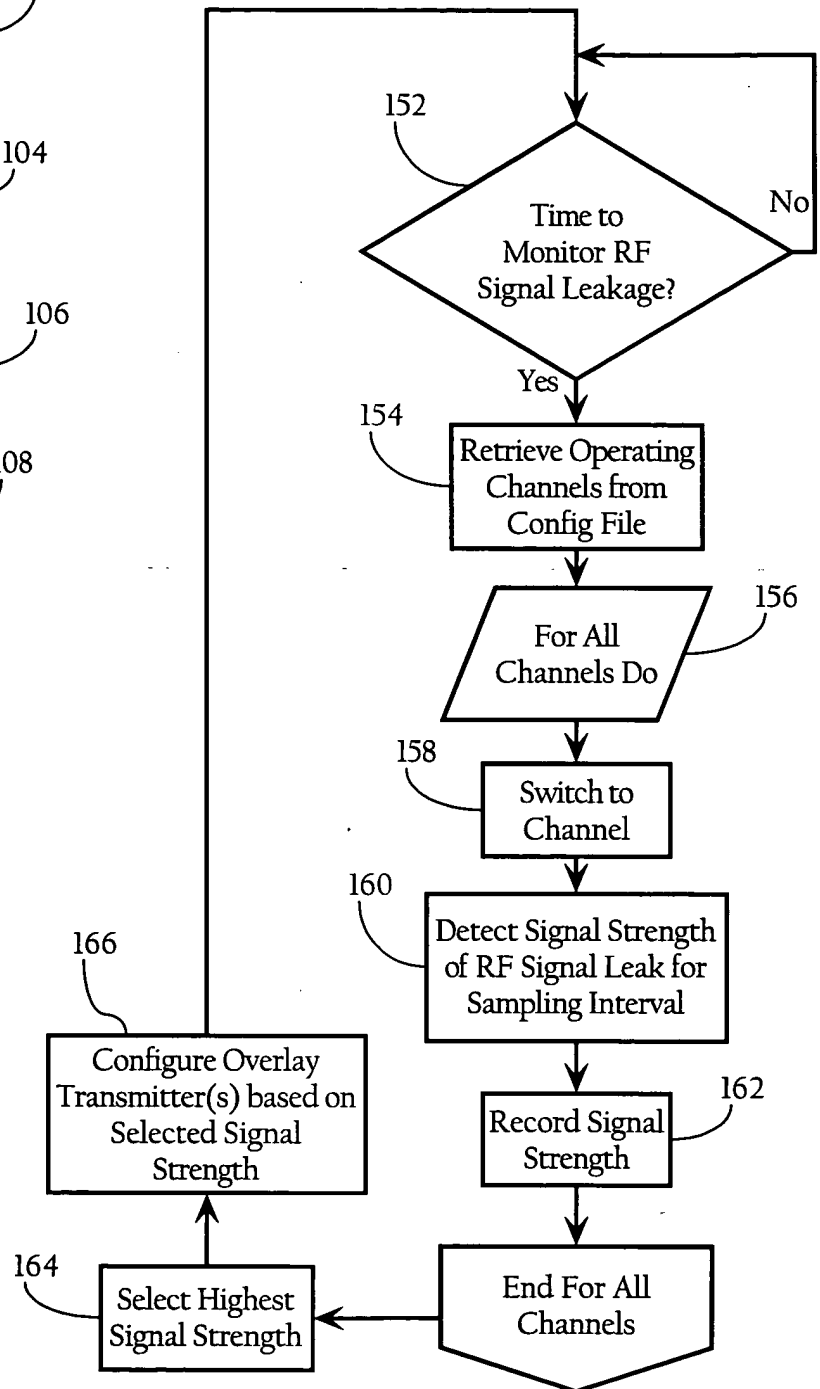 152
104
Time to
Monitor RF
Signal Leakage?
No
106
Yes
154
Retrieve Operating
Channels from
Config File
08
156
For All
Channels Do
158
Switch to
Channel
160
Detect Signal Strength
of RF Signal Leak for
Sampling Interval
166
Configure Overlay
Transmitter(s) based on
Selected Signal
Strength
162
Record Signal
Strength
164
Select Highest
Signal Strength
End For All
Channels